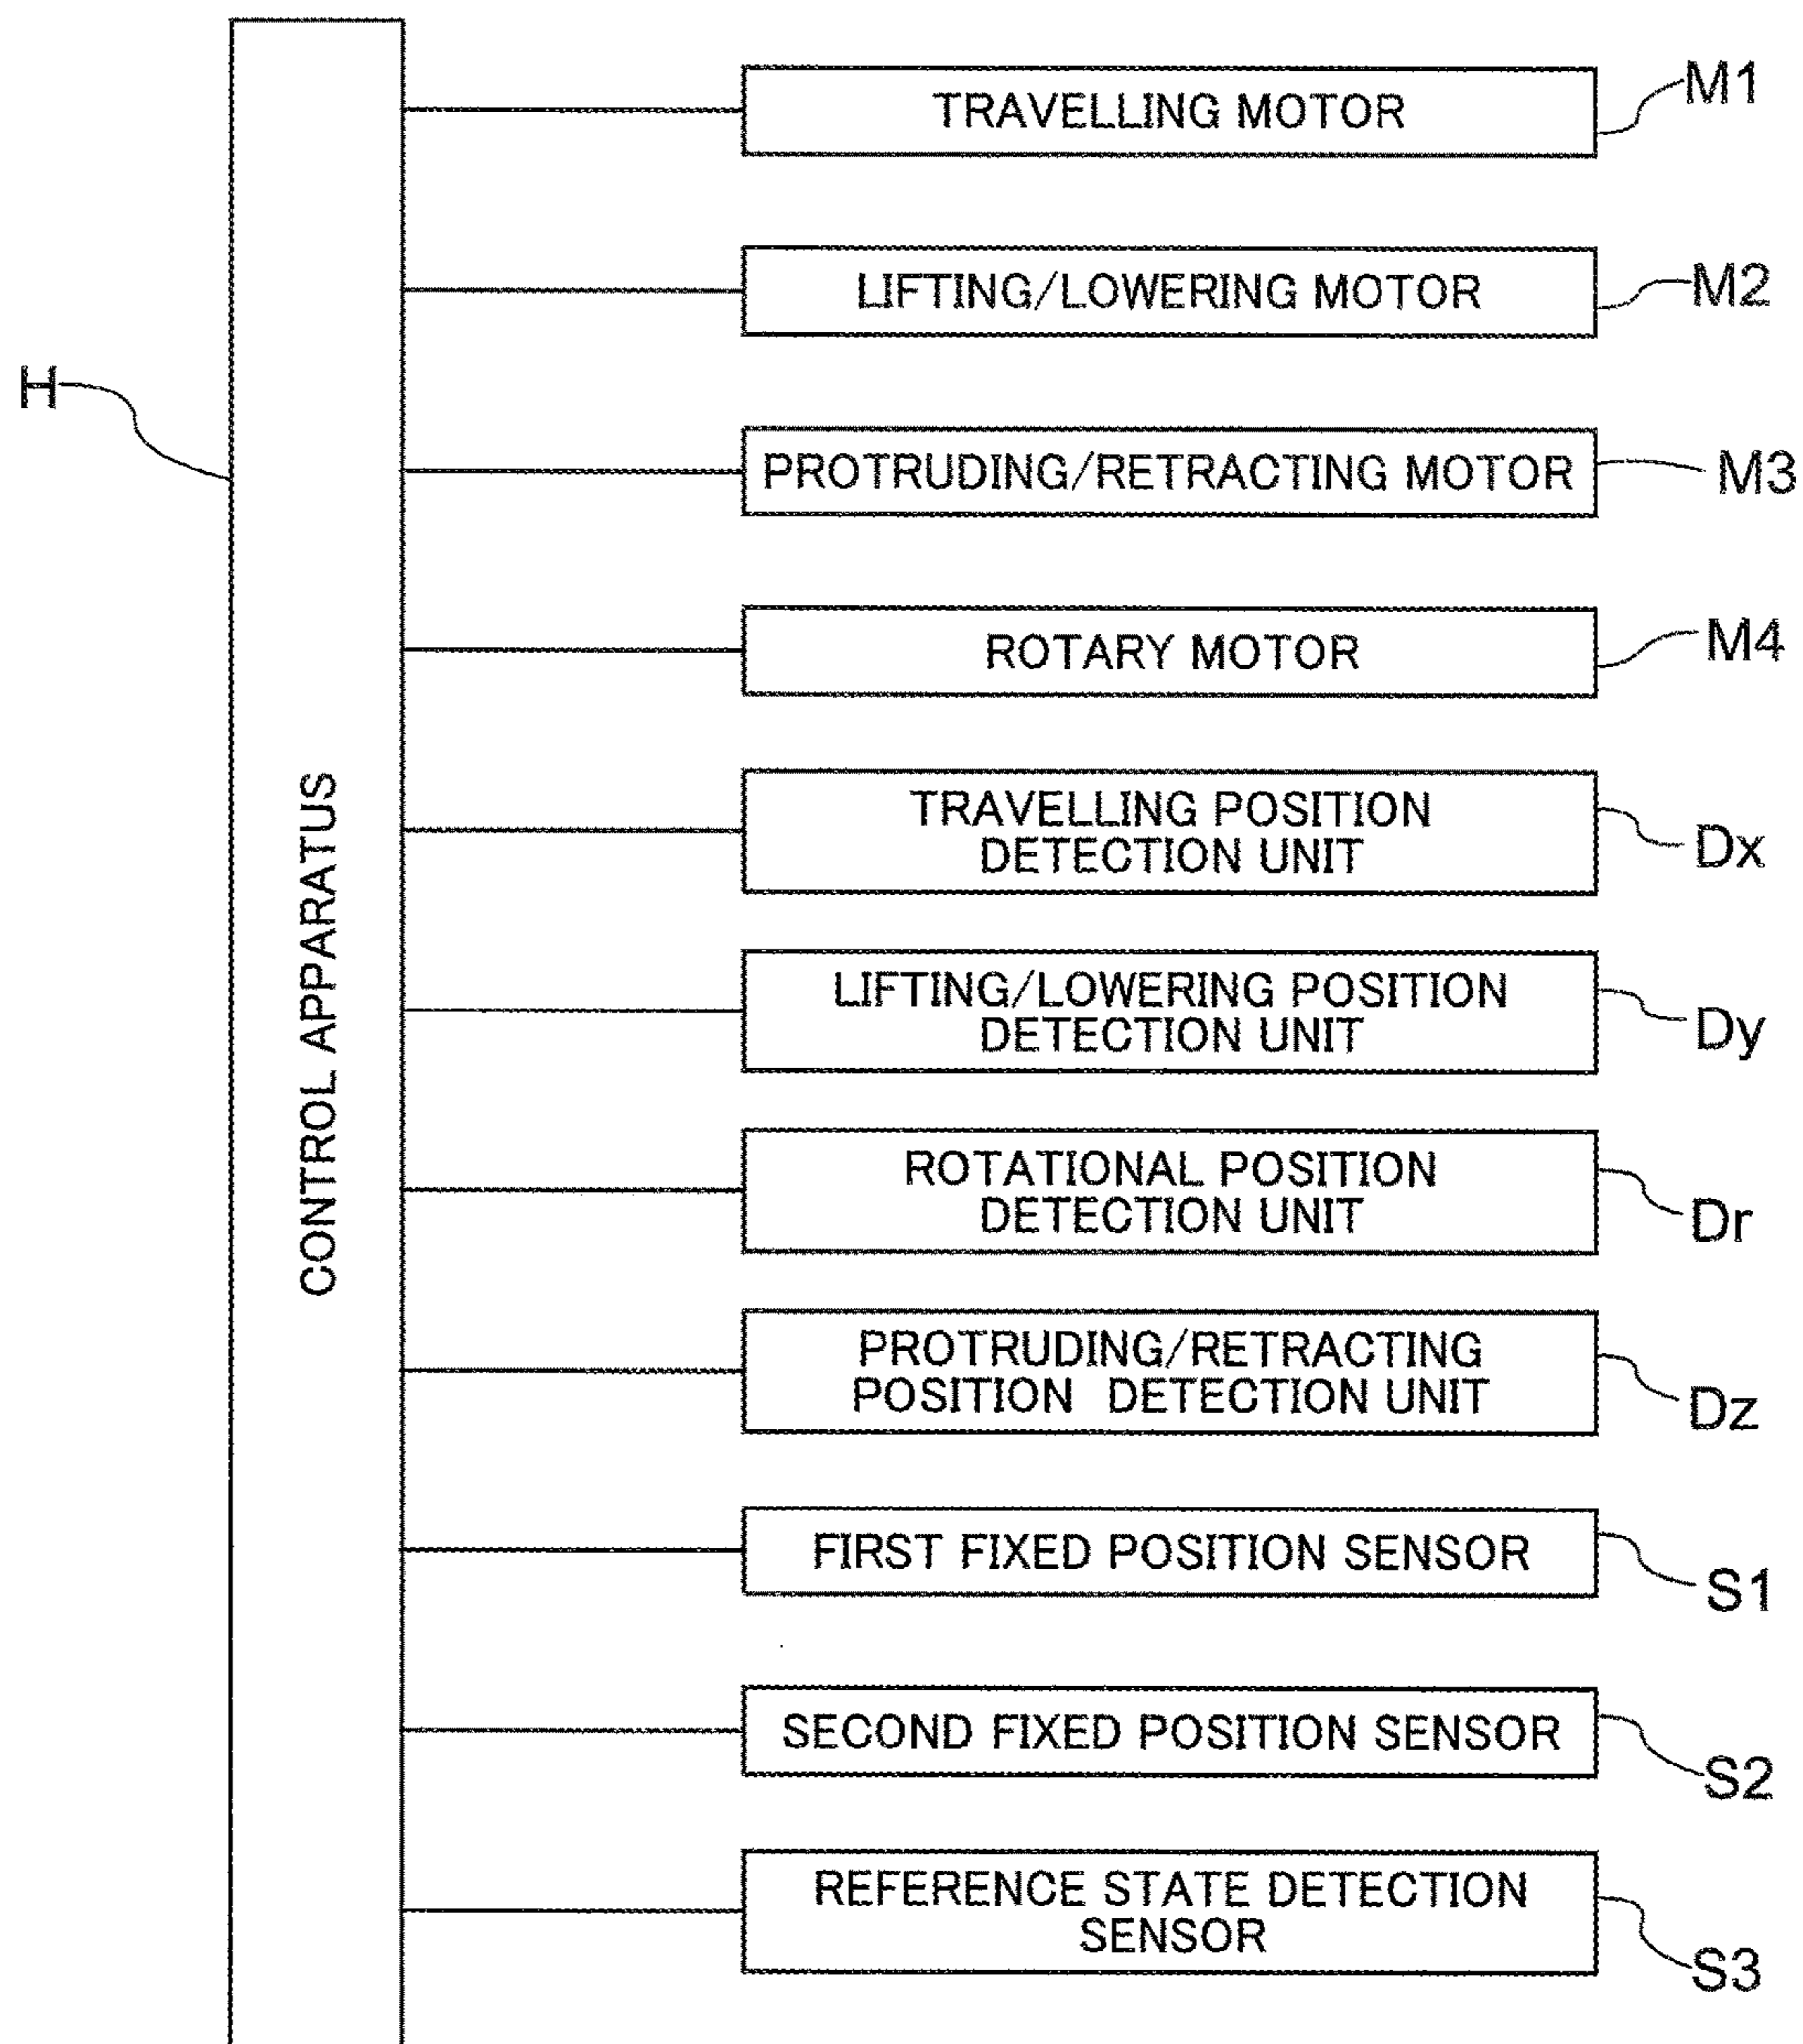 TRAVELLING MOTOR
M1
LIFTING/LOWERING MOTOR
M2
H
PROTRUDING/RETRACTING MOTOR
M3
ROTARY MOTOR
M4
CONTROL APPARATUS
TRAVELLING POSITION
DETECTION UNIT
Dx
LIFTING/LOWERING POSITION
DETECTION UNIT
Dy
ROTATIONAL POSITION
DETECTION UNIT
Dr
PROTRUDING/RETRACTING
POSITION DETECTION UNIT
Dz
FIRST FIXED POSITION SENSOR
S1
SECOND FIXED POSITION SENSOR
S2
REFERENCE STATE DETECTION
SENSOR
S3